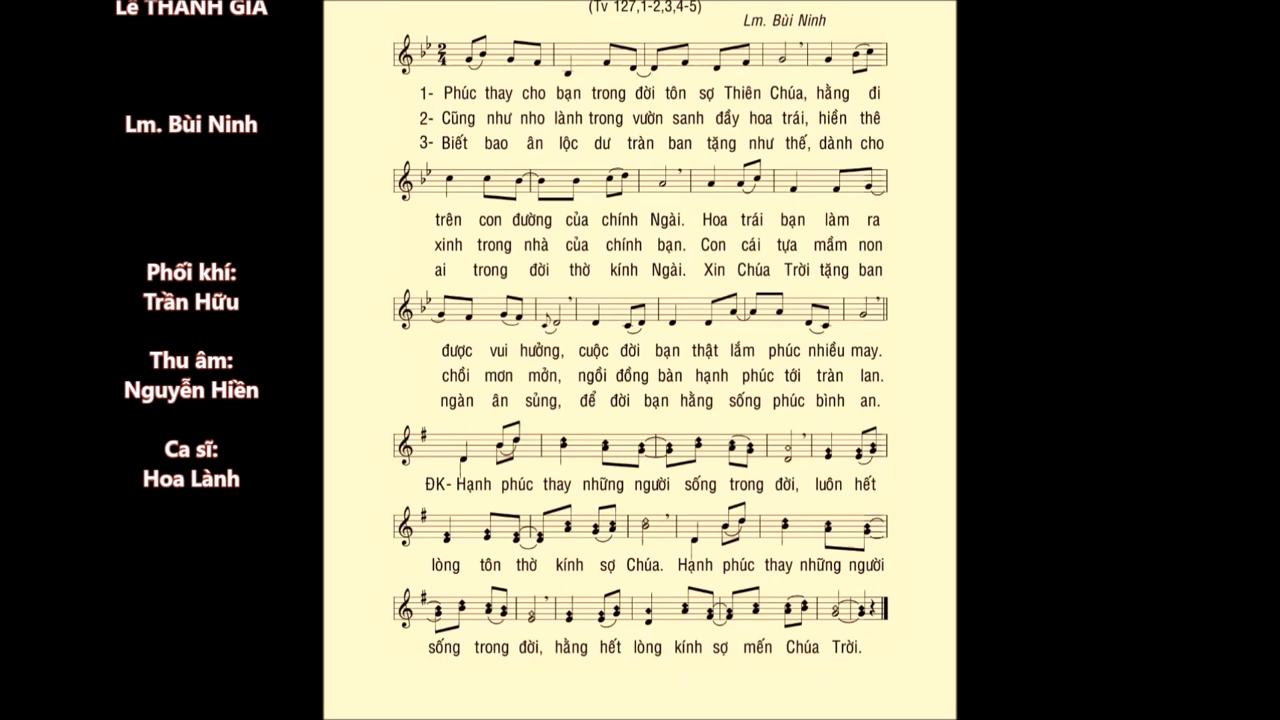 Lễ THÁNH GIA
Lm. Bùi Ninh
Phối khí:
Trần Hữu
Thu âm:
Nguyễn Hiền
Ca sĩ:
Hoa Lành
(Tv 127,1-2,3,4-5)
Lm. Bùi Ninh
1- Phúc thay cho bạn trong đời tôn sợ Thiên Chúa, hằng đi
2- Cũng như nho lành trong vườn sanh đầy hoa trái, hiền thê
3- Biết bao ân lộc dư tràn ban tặng như thế, dành cho
trên con đường của chính Ngài. Hoa trái bạn làm ra
xinh trong nhà của chính bạn. Con cái tựa mầm non
ai trong đời thờ kính Ngài. Xin Chúa Trời tặng ban
được vui hưởng, cuộc đời bạn thật lắm phúc nhiều may.
chồi mơn mởn, ngồi đồng bàn hạnh phúc tới tràn lan.
ngàn ân sủng, để đời bạn hằng sống phúc bình an.
ĐK- Hạnh phúc thay những người sống trong đời, luôn hết
lòng tôn thờ kính sợ Chúa. Hạnh phúc thay những người
sống trong đời, hằng hết lòng kính sợ mến Chúa Trời.